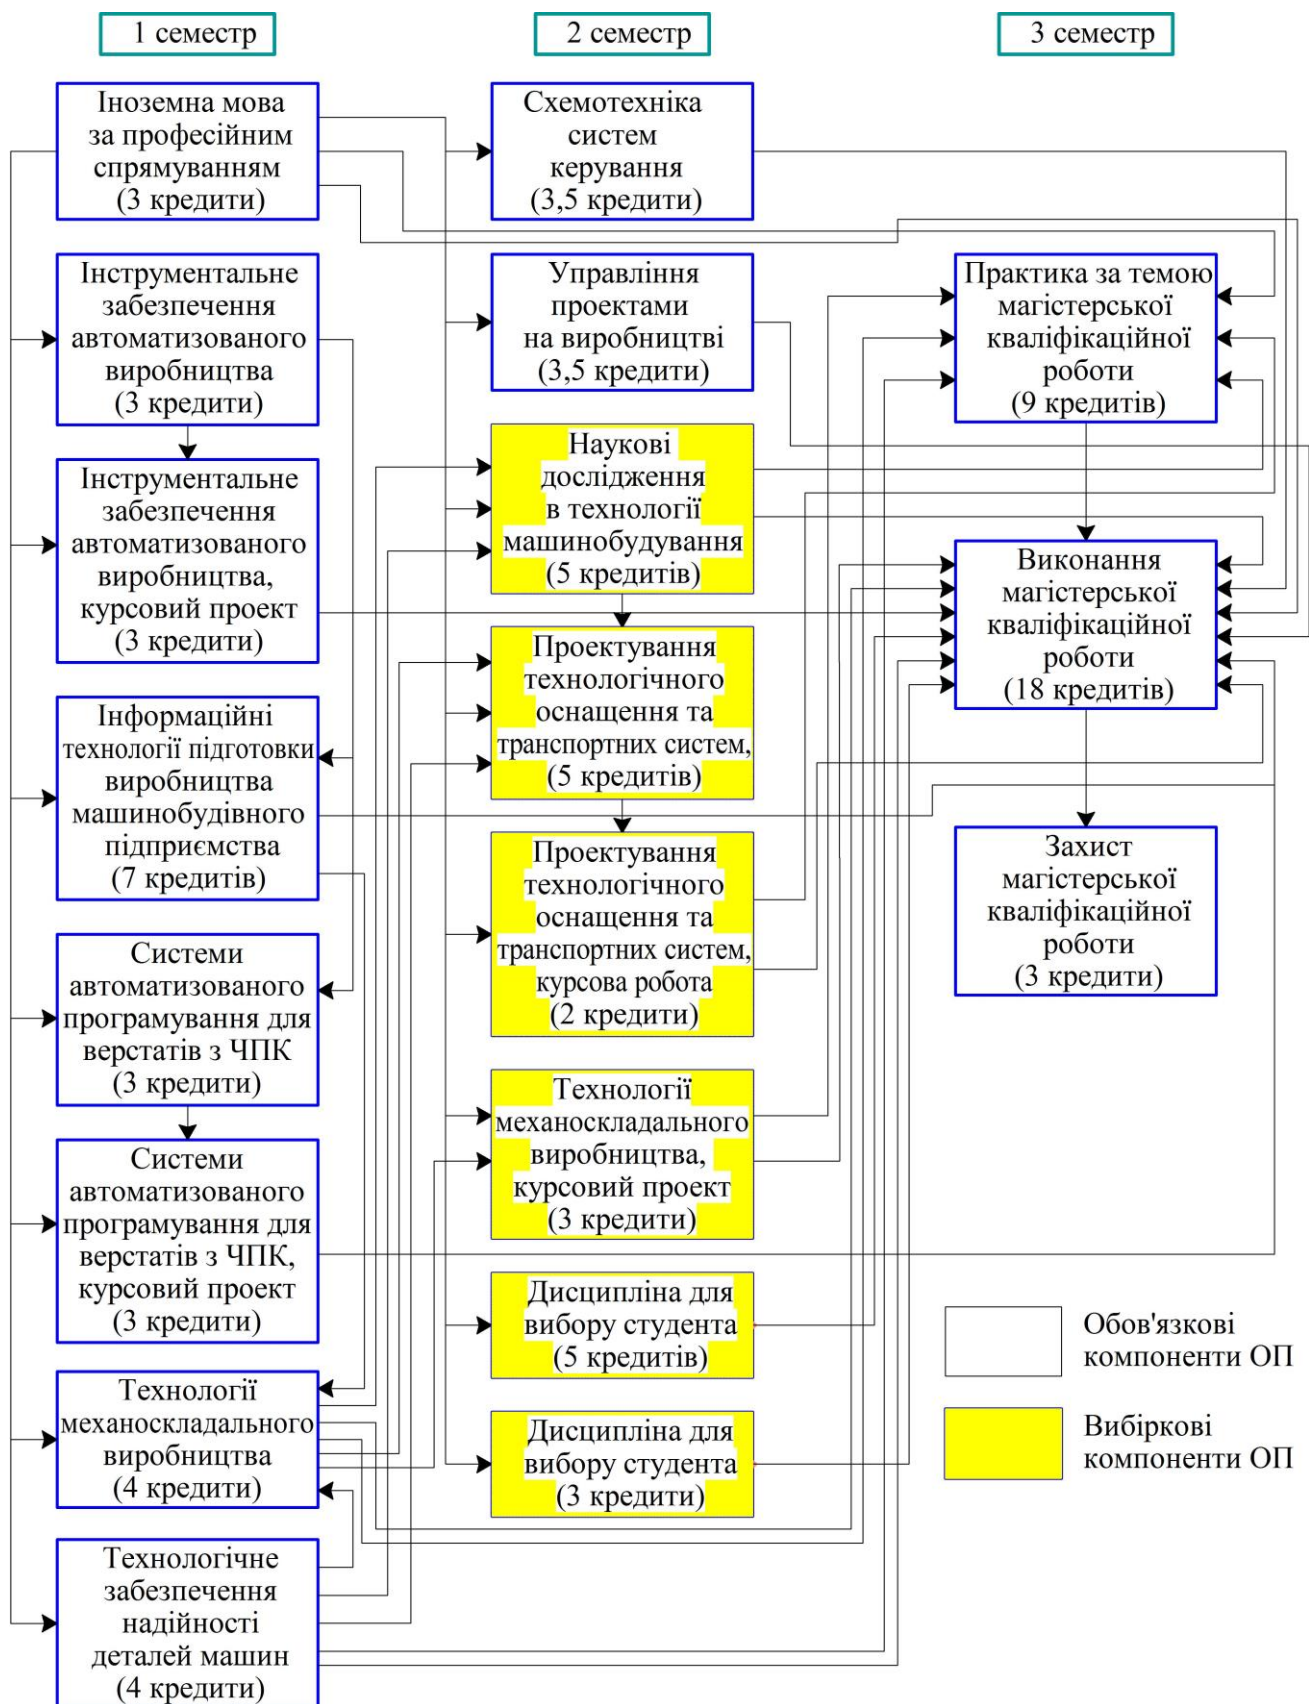 1 семестр
2 семестр
3 семестр
Іноземна мова
за професійним
спрямуванням
(3 кредити)
Інструментальне
забезпечення
автоматизованого
виробництва
(3 кредити)
Інструментальне
забезпечення
автоматизованого
виробництва,
курсовий проект
(3 кредити)
Інформаційні
технології підготовки
виробництва
машинобудівного
підприємства
(7 кредитів)
Системи
автоматизованого
програмування для
верстатів з ЧПК
(3 кредити)
Системи
автоматизованого
програмування для
верстатів з ЧПК,
курсовий проект
(3 кредити)
Технології
механоскладального
виробництва
(4 кредити)
Технологічне
забезпечення
надійності
деталей машин
(4 кредити)
Схемотехніка
систем
керування
(3,5 кредити)
Управління
проектами
на виробництві
(3,5 кредити)
Наукові
дослідження
в технології
машинобудування
(5 кредитів)
Проектування
технологічного
оснащення та
транспортних систем,
(5 кредитів)
Проектування
технологічного
оснащення та
транспортних систем,
курсова робота
(2 кредити)
Технології
механоскладального
виробництва,
курсовий проект
(3 кредити)
Дисципліна для
вибору студента
(5 кредитів)
Дисципліна для
вибору студента
(3 кредити)
Практика за темою
магістерської
кваліфікаційної
роботи
(9 кредитів)
Виконання
магістерської
кваліфікаційної
роботи
(18 кредитів)
Захист
магістерської
кваліфікаційної
роботи
(3 кредити)
Обов'язкові
компоненти ОП
Вибіркові
компоненти ОП